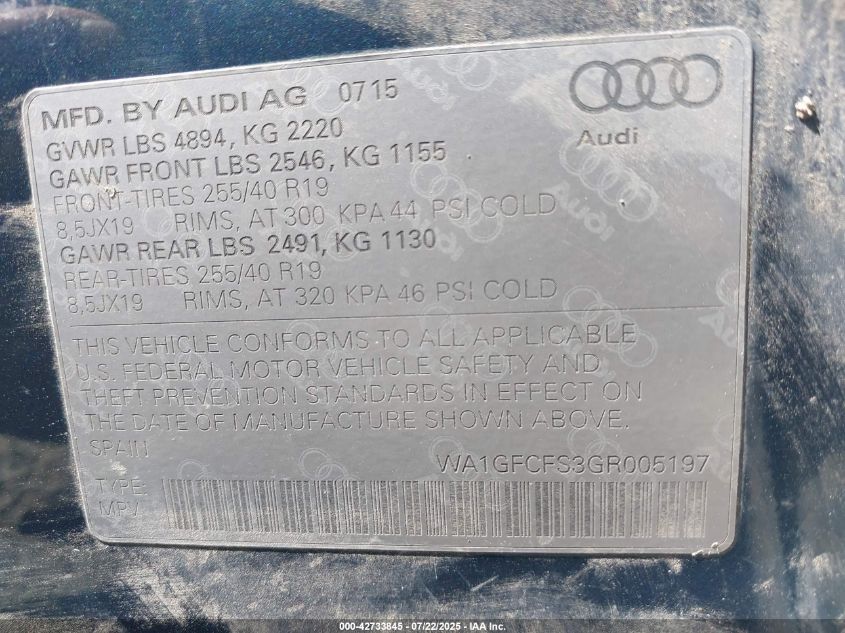 MFD. BY AUDI AG 0715
Audi
GVWR LBS 4894, KG 2220
GAWR FRONT LBS 2546, KG 1155
FRONT-TIRES 255/40 R19
8,5JX19 RIMS, AT 300 KPA 44 PSI COLD
GAWR REAR LBS 2491, KG 1130
REAR-TIRES 255/40 R19
8,5JX19 RIMS, AT 320 KPA 46 PSI COLD
THIS VEHICLE CONFORMS TO ALL APPLICABLE
U.S. FEDERAL MOTOR VEHICLE SAFETY AND
THEFT PREVENTION STANDARDS IN EFFECT ON
THE DATE OF MANUFACTURE SHOWN ABOVE.
SPAIN
WA1GFCFS3GR005197
TYPE:
MPV
000-42733845 - 07/22/2025 - IAA Inc.